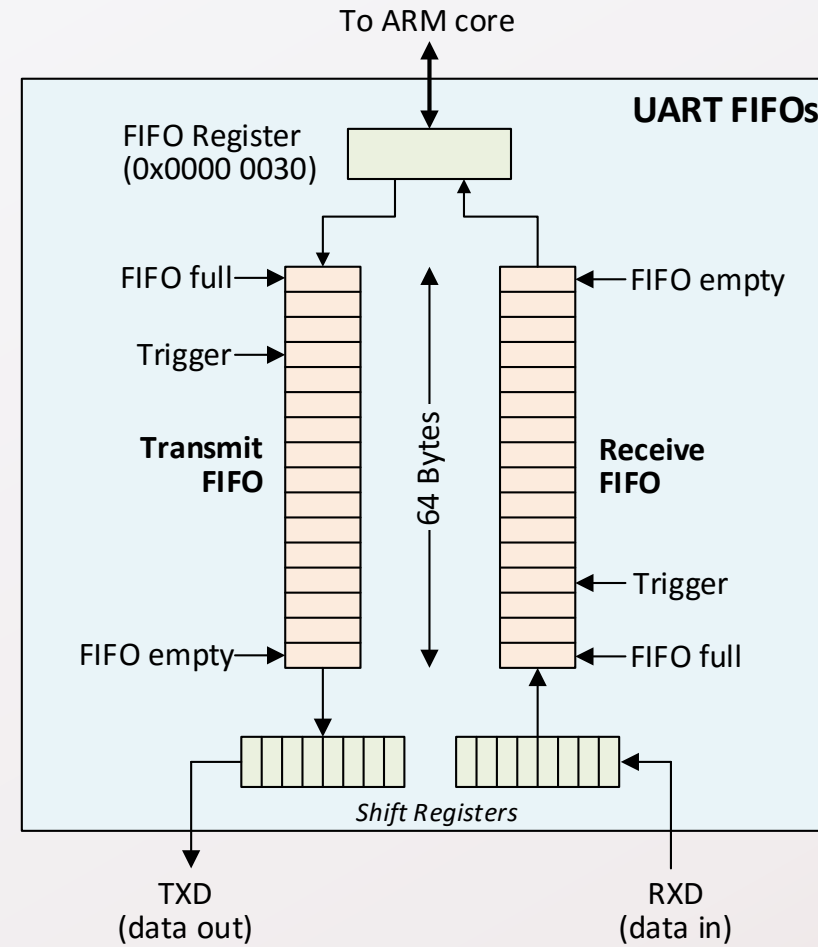 To ARM core
UART FIFOs
FIFO Register
(0x0000 0030)
FIFO full
FIFO empty
Trigger
Transmit
FIFO
64 Bytes
Receive
FIFO
Trigger
FIFO empty
FIFO full
Shift Registers
TXD
(data out)
RXD
(data in)